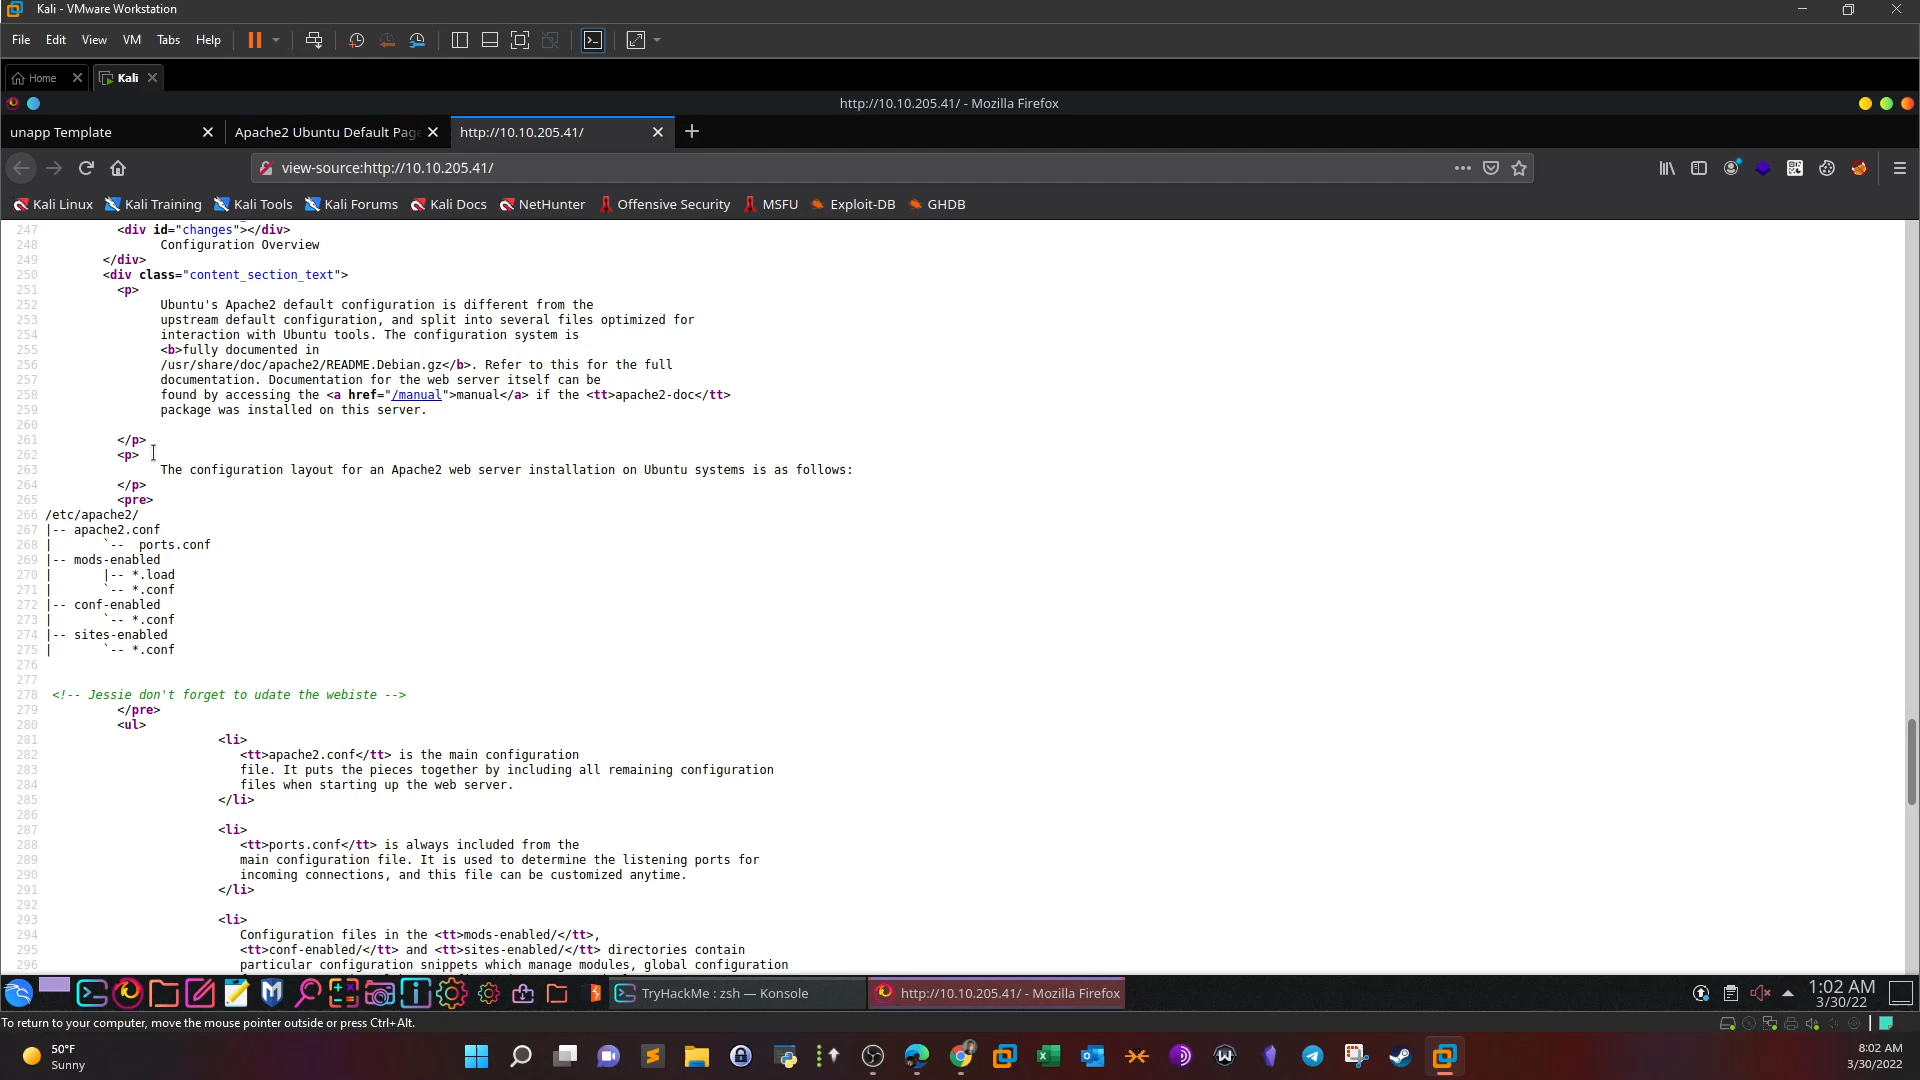 Kali - VMware Workstation
File Edit View VM Tabs Help
Home Kali
http://10.10.205.41/ - Mozilla Firefox
unapp Template Apache2 Ubuntu Default Pag http://10.10.205.41/
view-source:http://10.10.205.41/
Kali Linux Kali Training Kali Tools Kali Forums Kali Docs NetHunter Offensive Security MSFU Exploit-DB GHDB
247 <div id="changes"></div>
248 Configuration Overview
249 </div>
250 <div class="content_section_text">
251 <p>
252 Ubuntu's Apache2 default configuration is different from the
253 upstream default configuration, and split into several files optimized for
254 interaction with Ubuntu tools. The configuration system is
255 <b>fully documented in
256 /usr/share/doc/apache2/README.Debian.gz</b>. Refer to this for the full
257 documentation. Documentation for the web server itself can be
258 found by accessing the <a href="/manual">manual</a> if the <tt>apache2-doc</tt>
259 package was installed on this server.
260
261 </p>
262 <p>
263 The configuration layout for an Apache2 web server installation on Ubuntu systems is as follows:
264 </p>
265 <pre>
266 /etc/apache2/
267 |-- apache2.conf
268 | `-- ports.conf
269 |-- mods-enabled
270 | |-- *.load
271 | `-- *.conf
272 |-- conf-enabled
273 | `-- *.conf
274 |-- sites-enabled
275 | `-- *.conf
276
277
278 <!-- Jessie don't forget to udate the webiste -->
279 </pre>
280 <ul>
281 <li>
282 <tt>apache2.conf</tt> is the main configuration
283 file. It puts the pieces together by including all remaining configuration
284 files when starting up the web server.
285 </li>
286
287 <li>
288 <tt>ports.conf</tt> is always included from the
289 main configuration file. It is used to determine the listening ports for
290 incoming connections, and this file can be customized anytime.
291 </li>
292
293 <li>
294 Configuration files in the <tt>mods-enabled/</tt>,
295 <tt>conf-enabled/</tt> and <tt>sites-enabled/</tt> directories contain
296 particular configuration snippets which manage modules, global configuration
TryHackMe : zsh — Konsole http://10.10.205.41/ - Mozilla Firefox 1:02 AM
3/30/22
To return to your computer, move the mouse pointer outside or press Ctrl+Alt.
50°F
Sunny
8:02 AM
3/30/2022